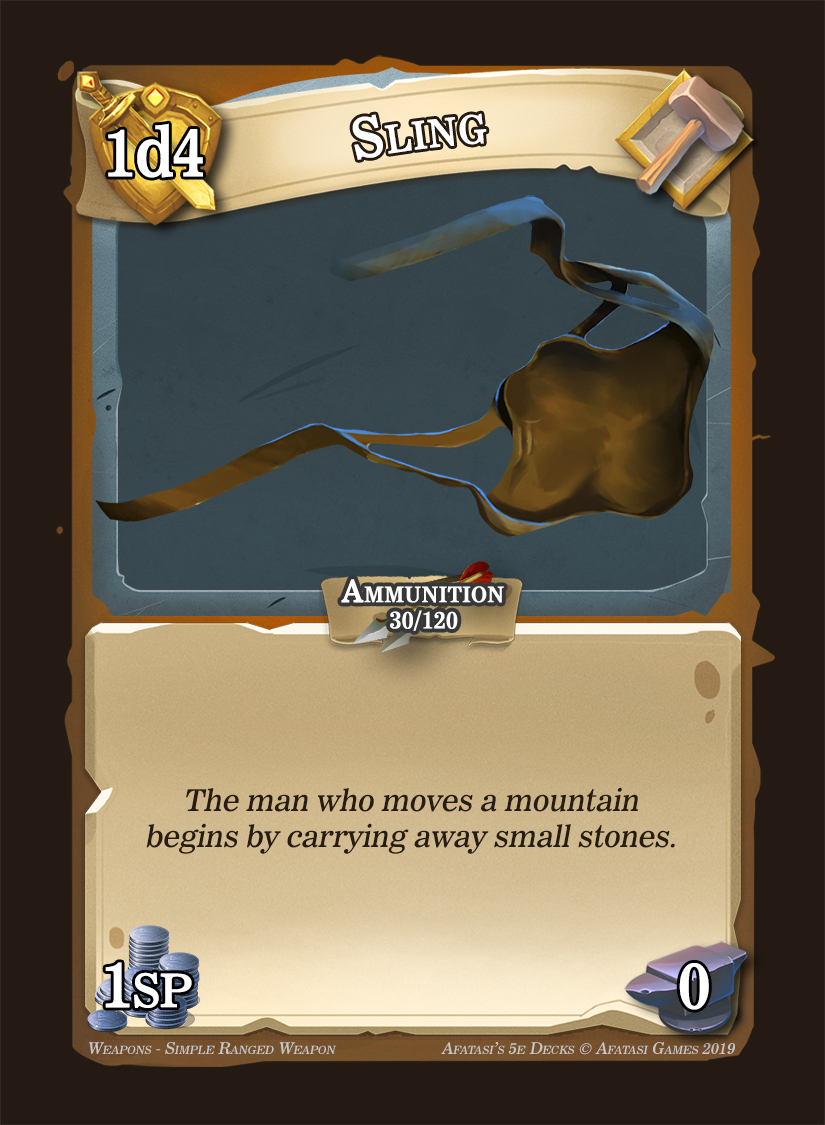 1d4
Sling
Ammunition
30/120
The man who moves a mountain
begins by carrying away small stones.
1SP
0
Weapons - Simple Ranged Weapon
Afatasi's 5e Decks © Afatasi Games 2019